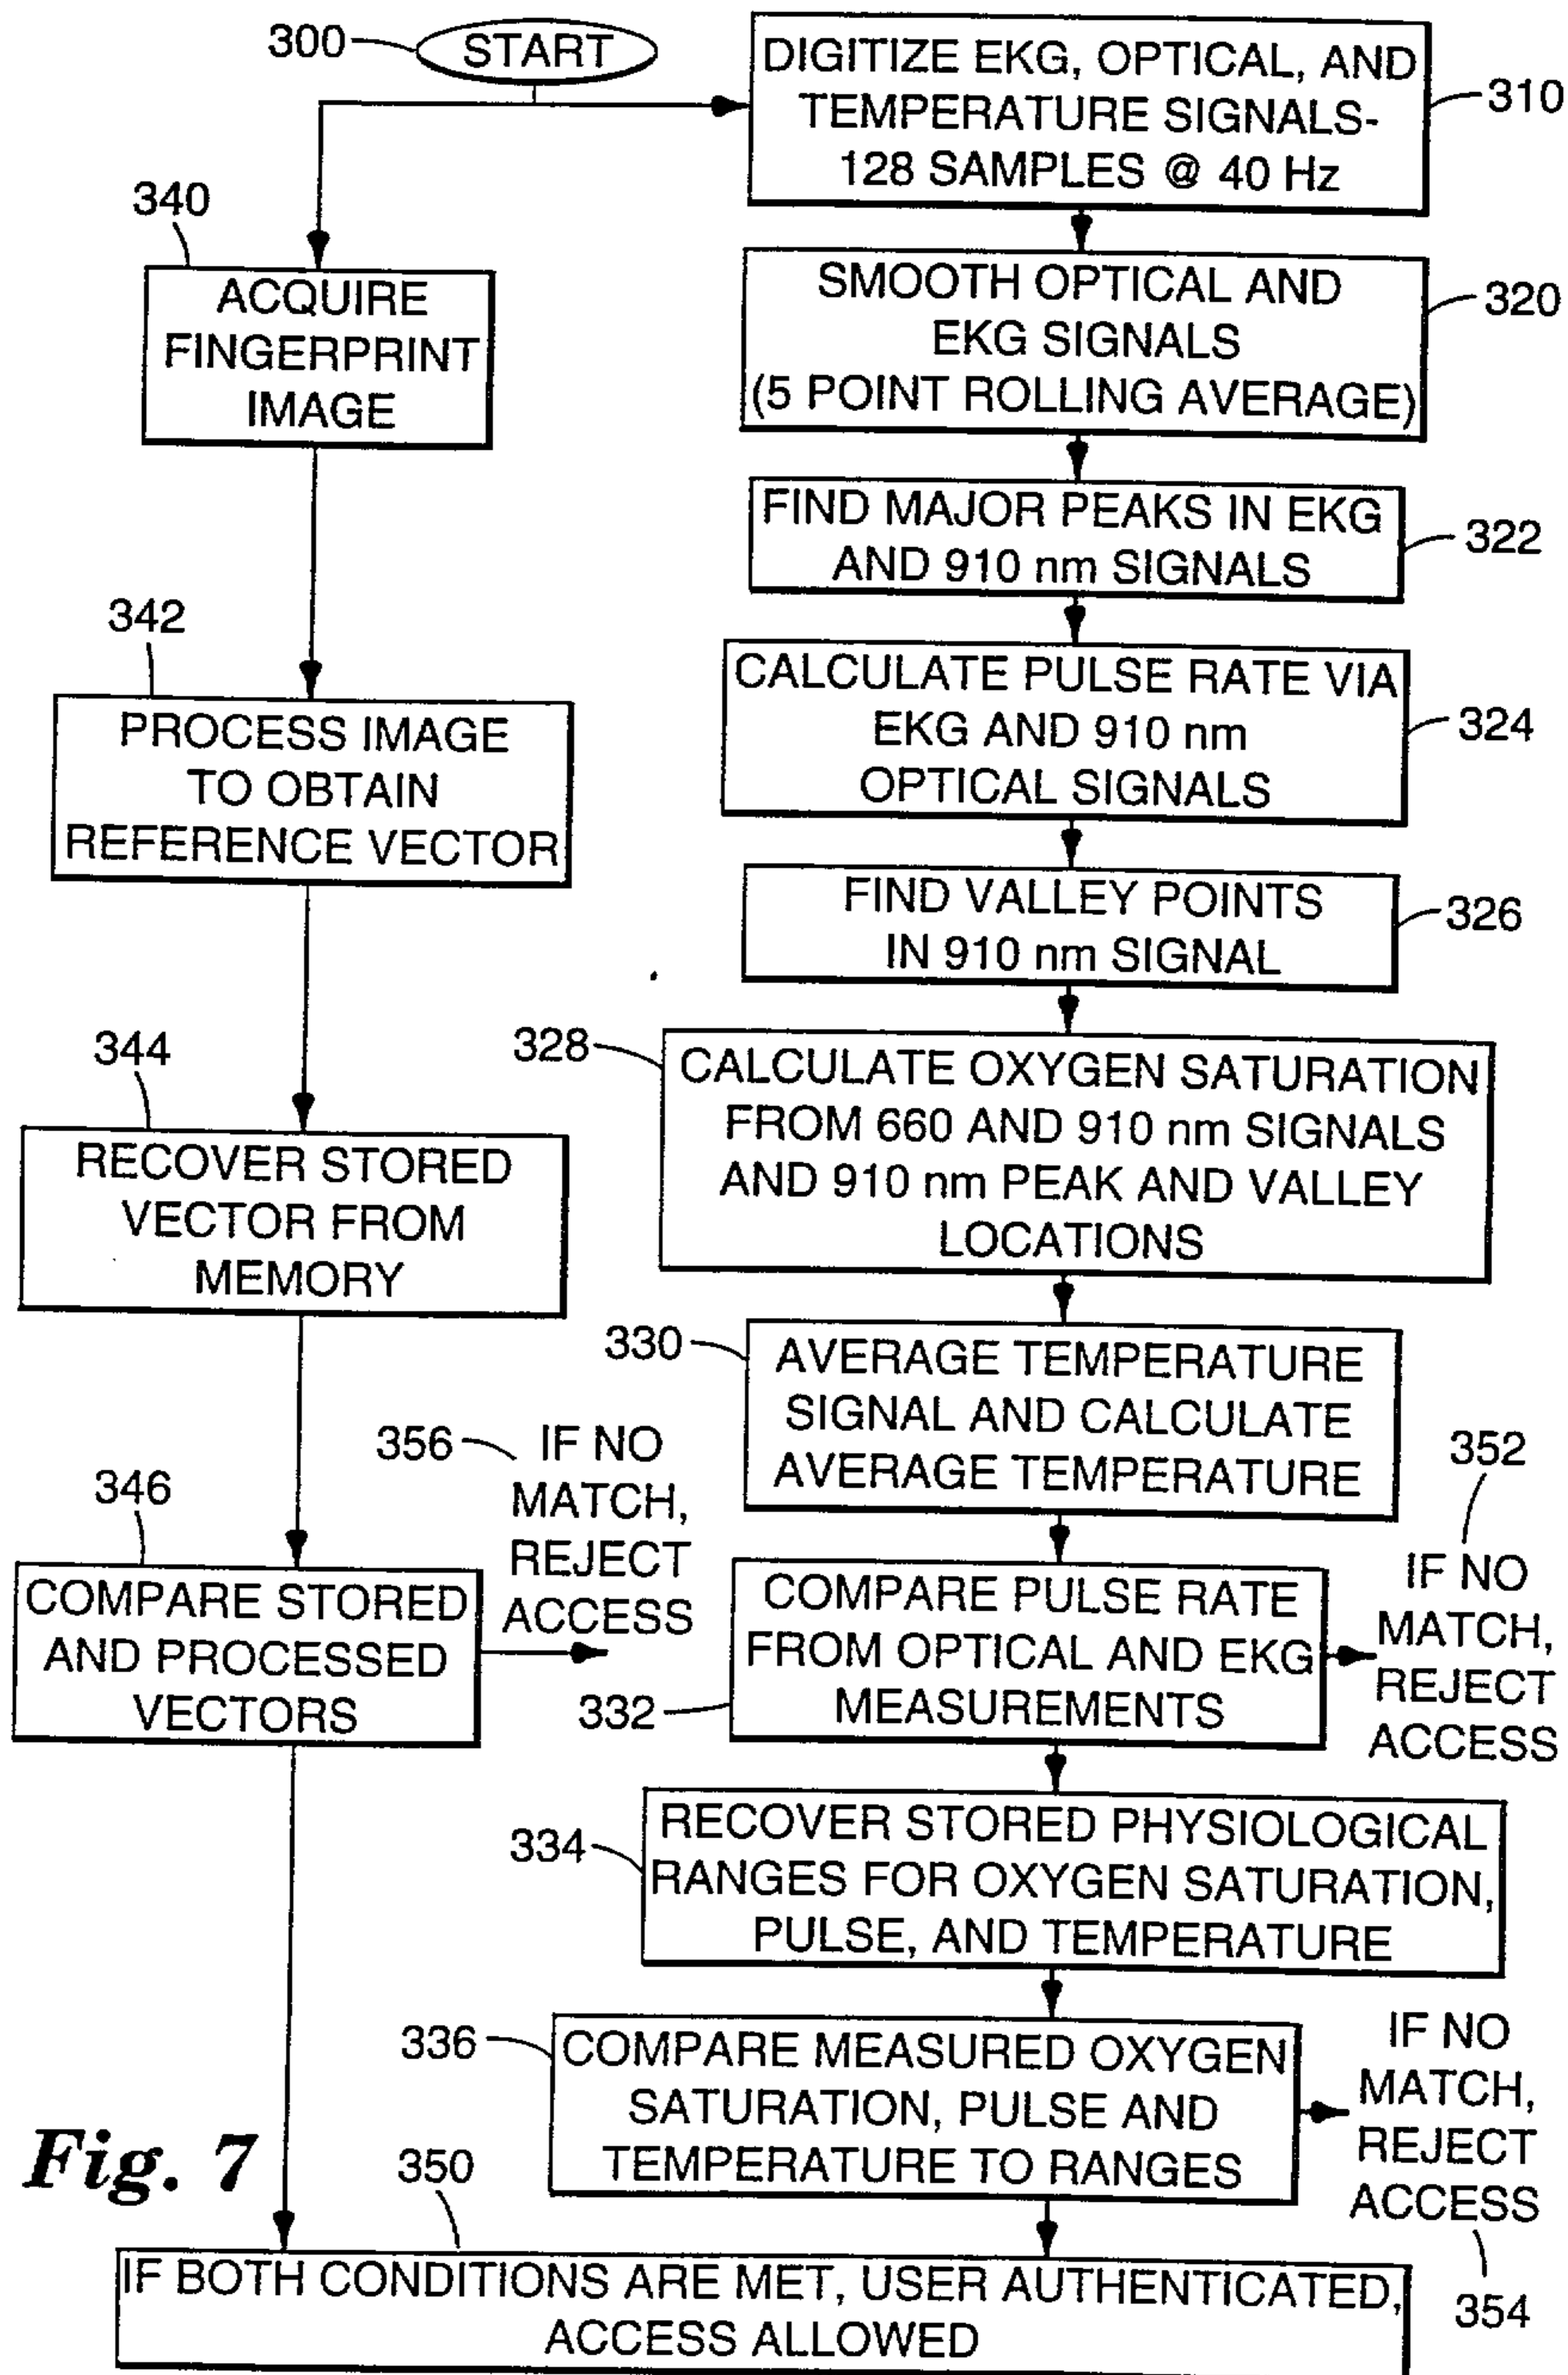 300
START
DIGITIZE EKG, OPTICAL, AND
TEMPERATURE SIGNALS-
128 SAMPLES @ 40 Hz
310
340
ACQUIRE
FINGERPRINT
IMAGE
SMOOTH OPTICAL AND
EKG SIGNALS
(5 POINT ROLLING AVERAGE)
320
FIND MAJOR PEAKS IN EKG
AND 910 nm SIGNALS
322
342
PROCESS IMAGE
TO OBTAIN
REFERENCE VECTOR
CALCULATE PULSE RATE VIA
EKG AND 910 nm
OPTICAL SIGNALS
324
FIND VALLEY POINTS
IN 910 nm SIGNAL
326
344
RECOVER STORED
VECTOR FROM
MEMORY
328
CALCULATE OXYGEN SATURATION
FROM 660 AND 910 nm SIGNALS
AND 910 nm PEAK AND VALLEY
LOCATIONS
330
AVERAGE TEMPERATURE
SIGNAL AND CALCULATE
AVERAGE TEMPERATURE
346
COMPARE STORED
AND PROCESSED
VECTORS
356
IF NO
MATCH,
REJECT
ACCESS
332
COMPARE PULSE RATE
FROM OPTICAL AND EKG
MEASUREMENTS
352
IF NO
MATCH,
REJECT
ACCESS
334
RECOVER STORED PHYSIOLOGICAL
RANGES FOR OXYGEN SATURATION,
PULSE, AND TEMPERATURE
336
COMPARE MEASURED OXYGEN
SATURATION, PULSE AND
TEMPERATURE TO RANGES
IF NO
MATCH,
REJECT
ACCESS
354
Fig. 7
350
IF BOTH CONDITIONS ARE MET, USER AUTHENTICATED,
ACCESS ALLOWED